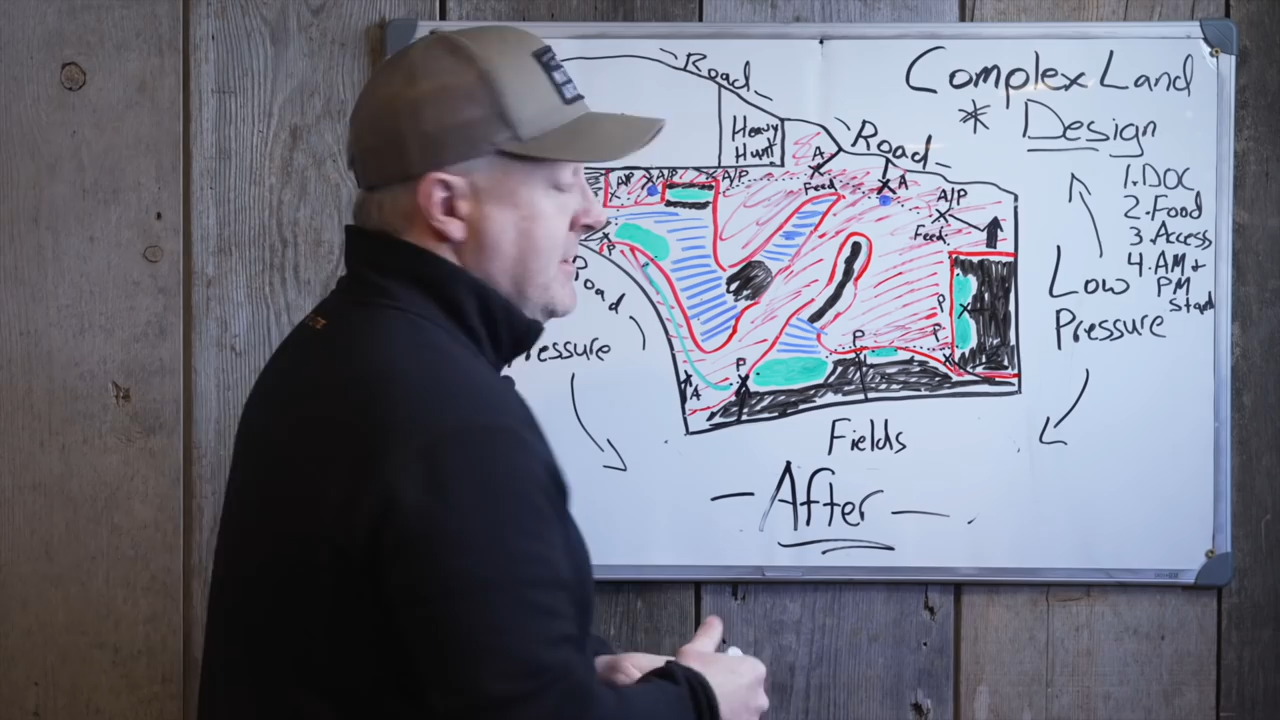 Road
Complex Land
* Design
Heavy
Hunt
Road
A
A/P
A/P
A/P
Feed
A
A/P
Feed
1. DOC
2. Food
3. Access
4. AM +
PM
Low
Pressure
P
Road
P
P
P
P
A
Pressure
Fields
- After -